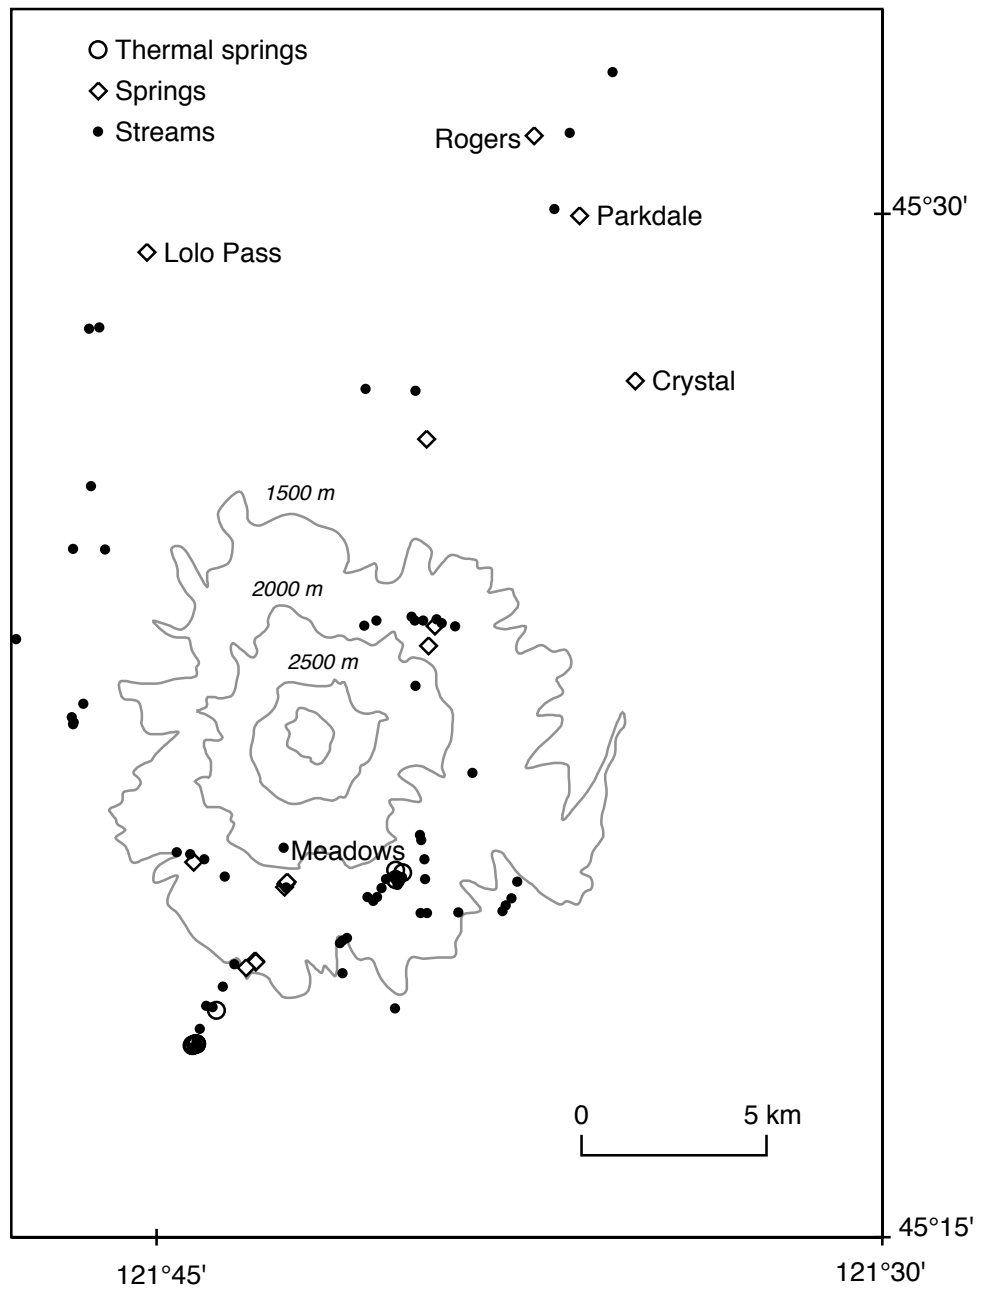 Thermal springs
Springs
Streams
Rogers
Parkdale
45°30'
Lolo Pass
Crystal
1500 m
2000 m
2500 m
Meadows
0 5 km
45°15'
121°45'
121°30'